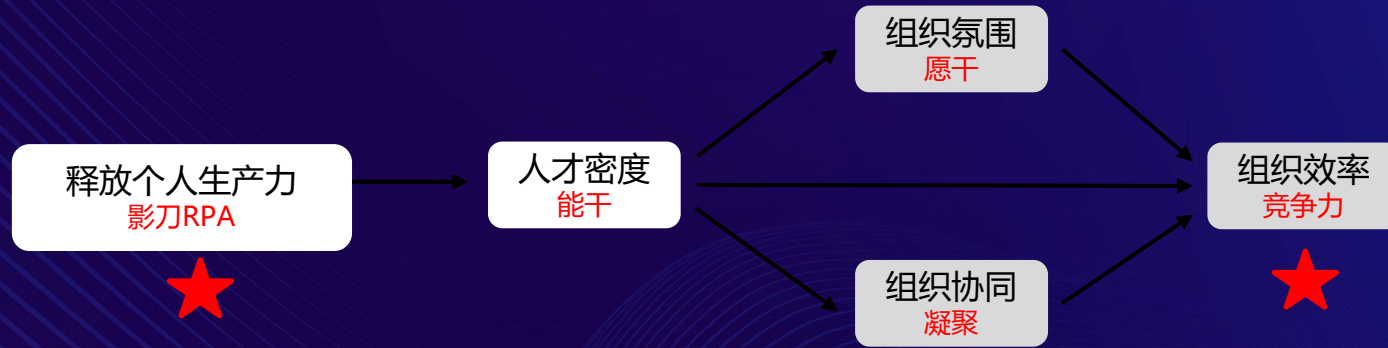 组织氛围
愿干
释放个人生产力
影刀RPA
人才密度
能干
组织效率
竞争力
组织协同
凝聚